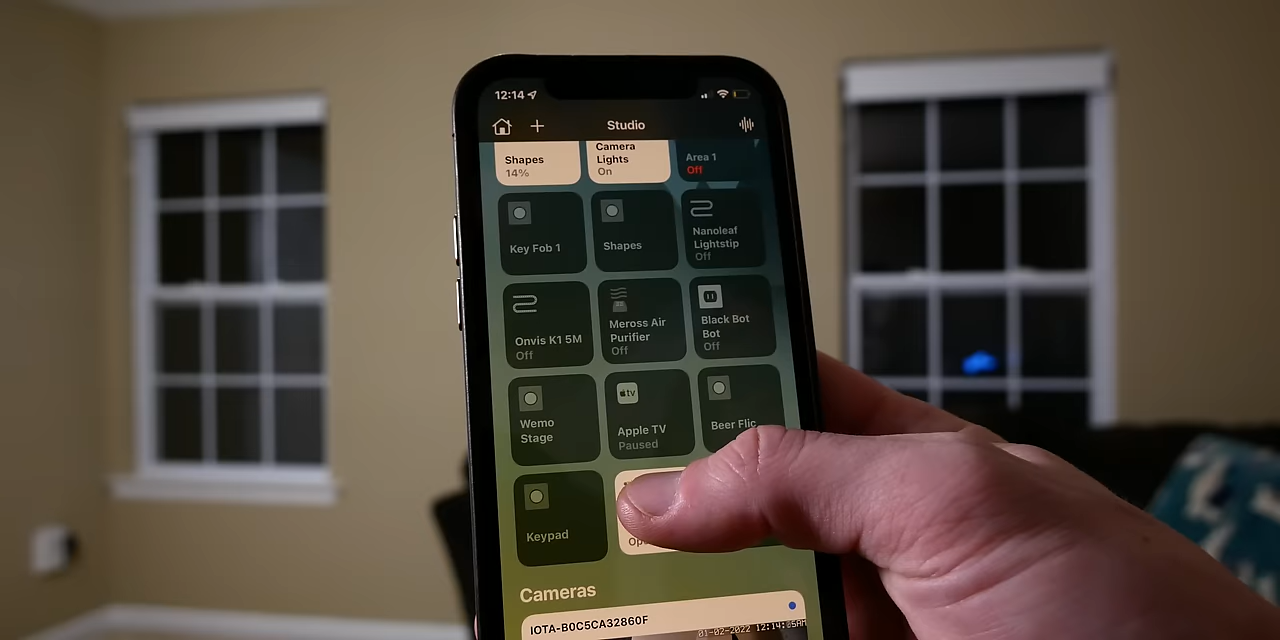 12:14
Studio
Shapes
14%
Camera
Lights
On
Area 1
Off
Key Fob 1
Shapes
Nanoleaf
Lightstip
Off
Onvis K1 5M
Off
Meross Air
Purifier
Off
Black Bot
Bot
Off
Wemo
Stage
tv
Apple TV
Paused
Beer Flic
Keypad
Cameras
IOTA-B0C5CA32860F